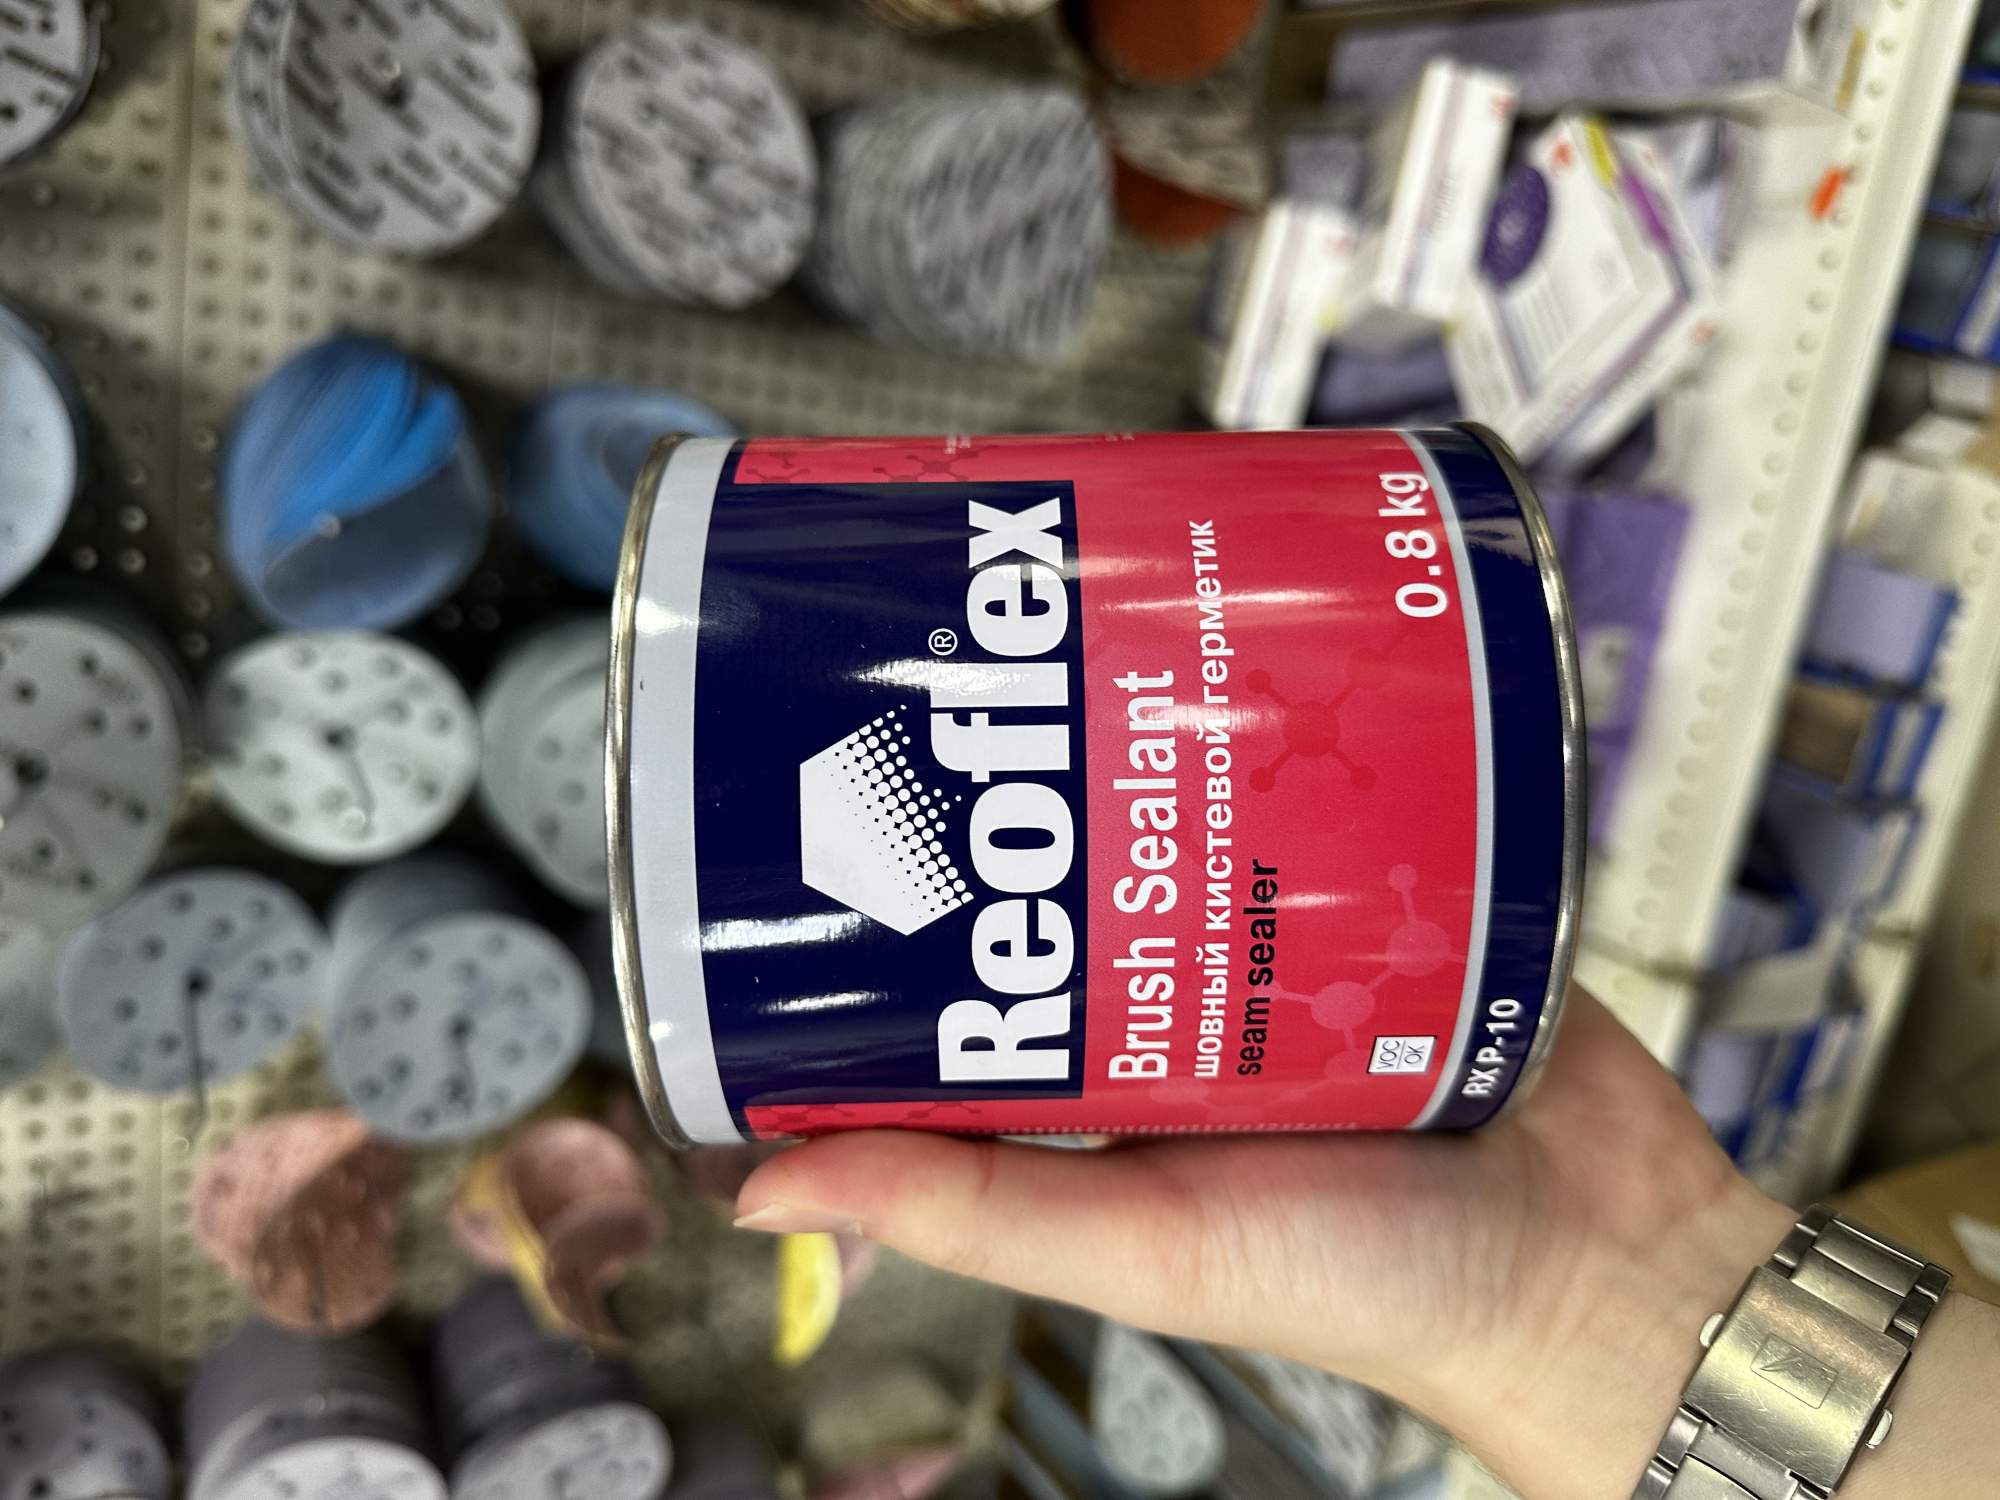 Reoflex®
Brush Sealant
шовный кистевой герметик
seam sealer
0.8 kg
VOC
OK
RX P-10